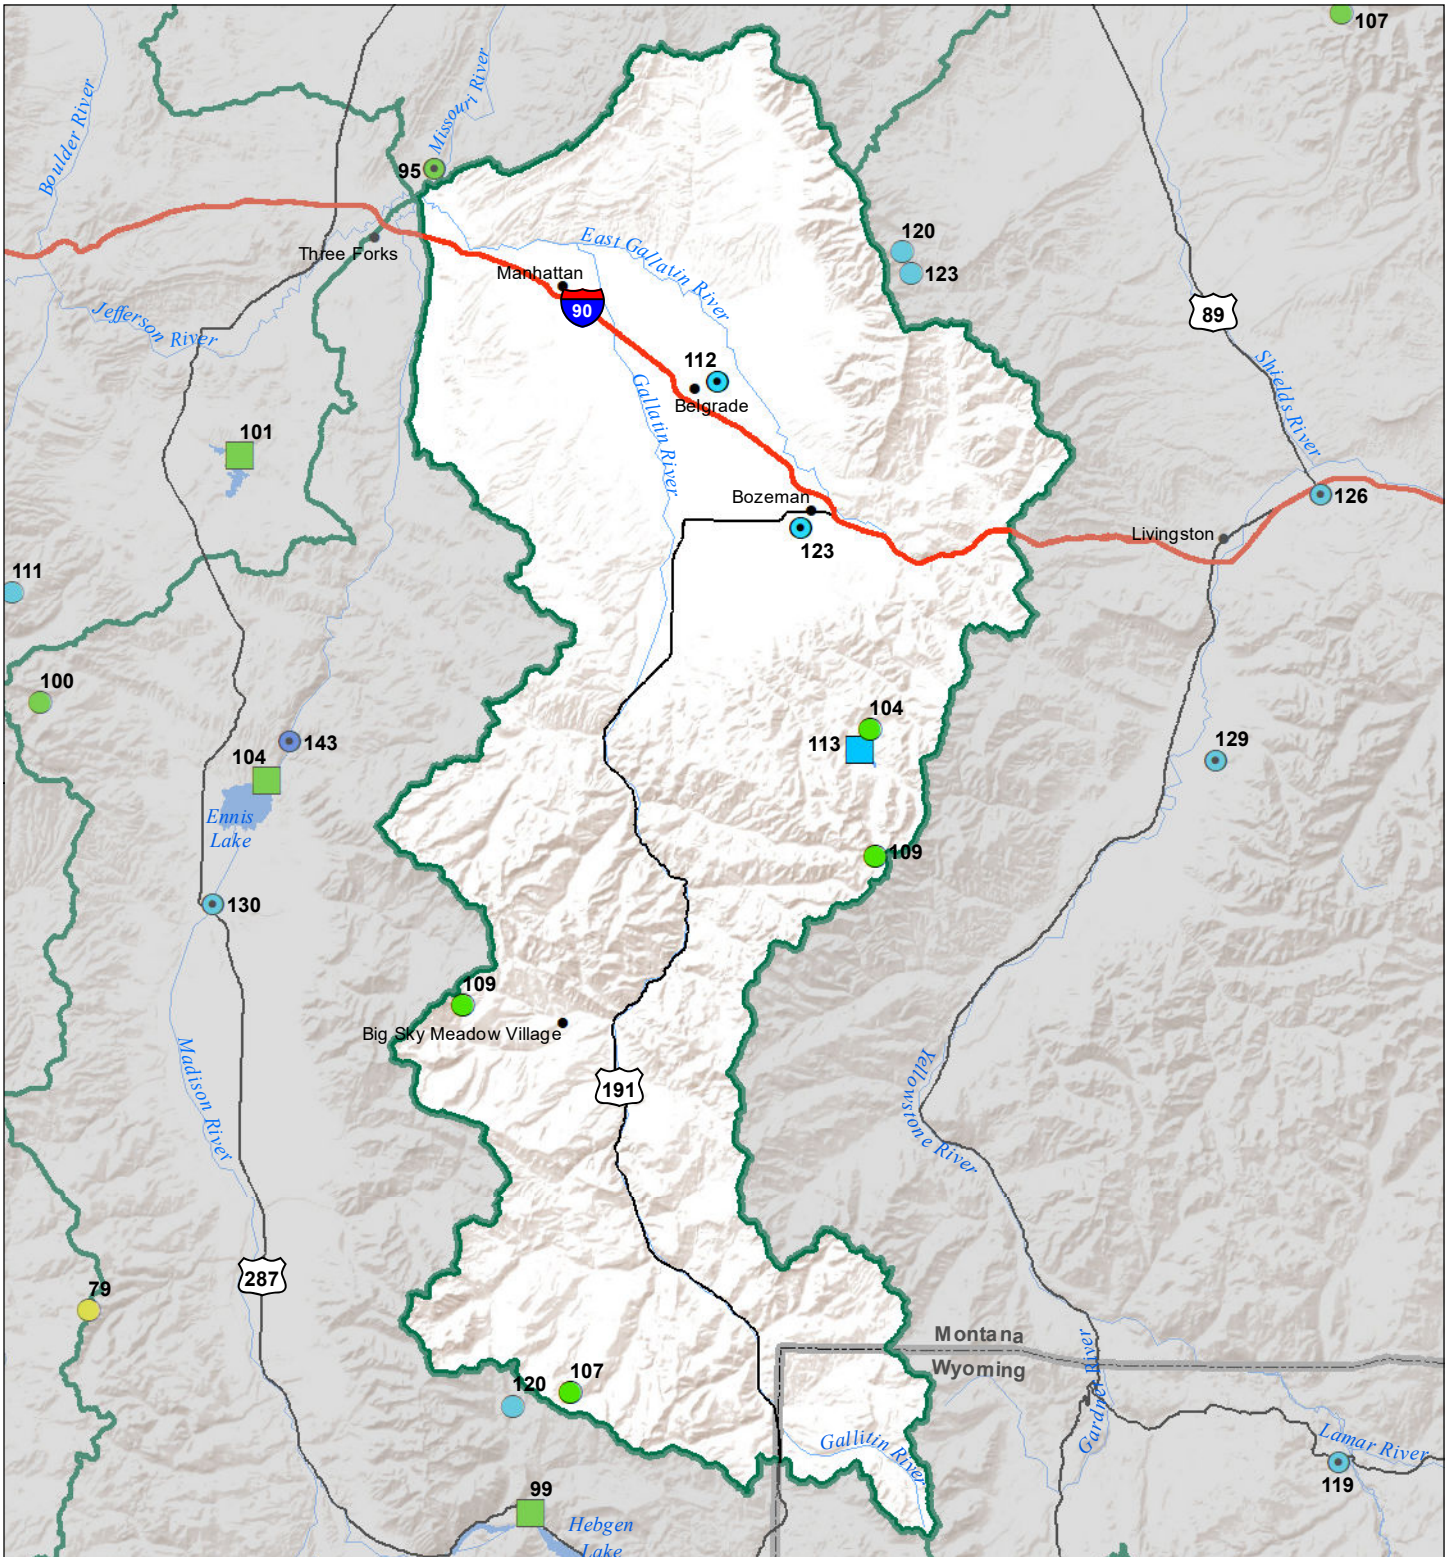 107
Boulder River
Missouri River
95
Three Forks
East Gallatin River
120
123
Manhattan
90
89
Jefferson River
Shields River
112
Belgrade
Gallatin River
101
Bozeman
126
123
Livingston
111
100
104
143
113
129
104
Ennis
Lake
109
130
109
Big Sky Meadow Village
Madison River
Yellowstone River
191
287
79
Montana
Wyoming
Gardner River
107
120
Gallitin River
Lamar River
119
99
Hebgen
Lake